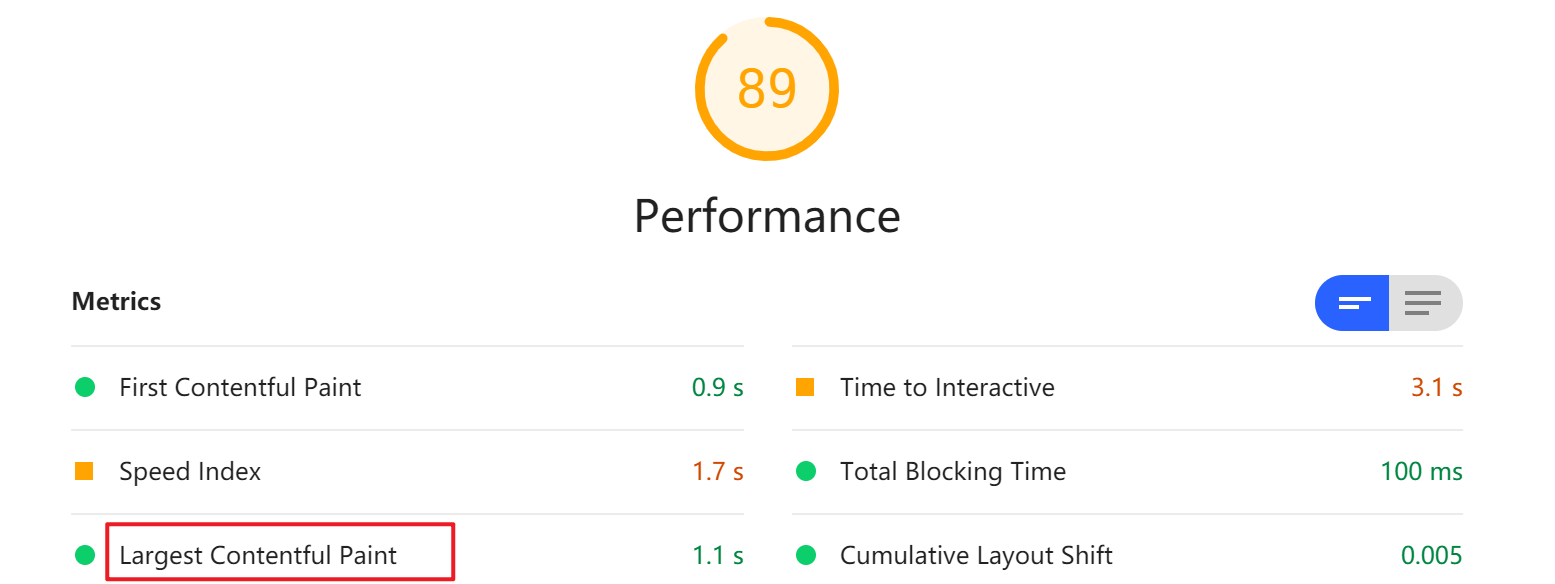 89
Performance
Metrics
First Contentful Paint 0.9 s
Time to Interactive 3.1 s
Speed Index 1.7 s
Total Blocking Time 100 ms
Largest Contentful Paint 1.1 s
Cumulative Layout Shift 0.005